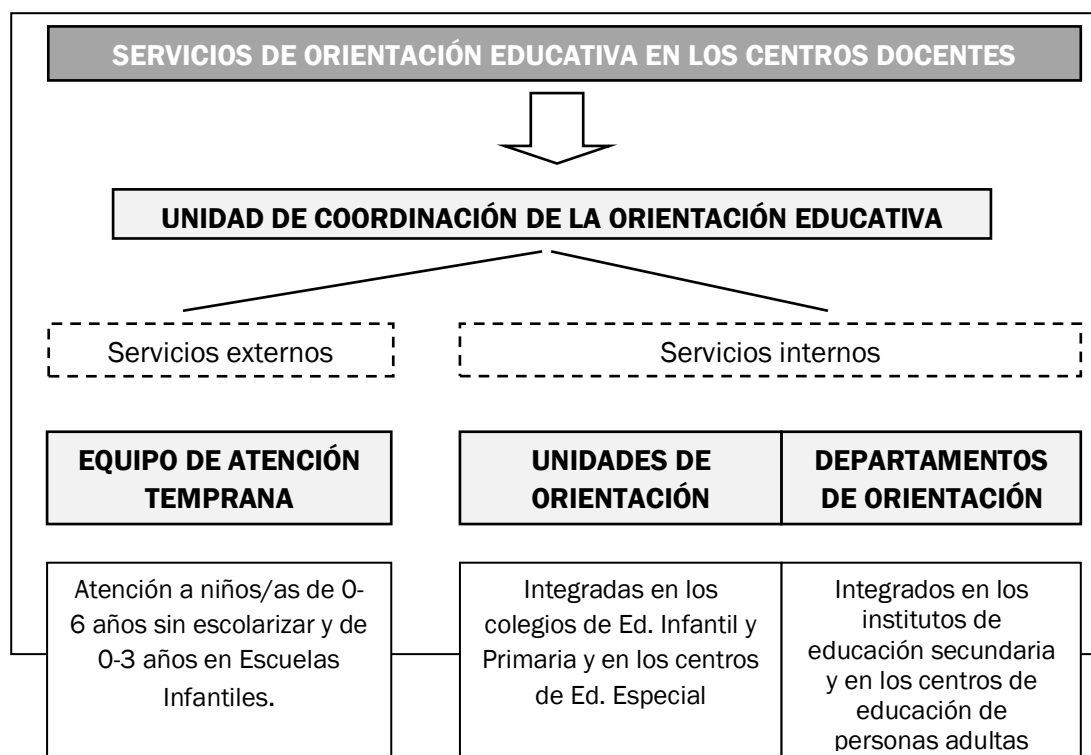 SERVICIOS DE ORIENTACIÓN EDUCATIVA EN LOS CENTROS DOCENTES
UNIDAD DE COORDINACIÓN DE LA ORIENTACIÓN EDUCATIVA
Servicios externos
Servicios internos
EQUIPO DE ATENCIÓN
TEMPRANA
UNIDADES DE
ORIENTACIÓN
DEPARTAMENTOS
DE ORIENTACIÓN
Atención a niños/as de 0-
6 años sin escolarizar y de
0-3 años en Escuelas
Infantiles.
Integradas en los
colegios de Ed. Infantil y
Primaria y en los centros
de Ed. Especial
Integrados en los
institutos de
educación secundaria
y en los centros de
educación de
personas adultas